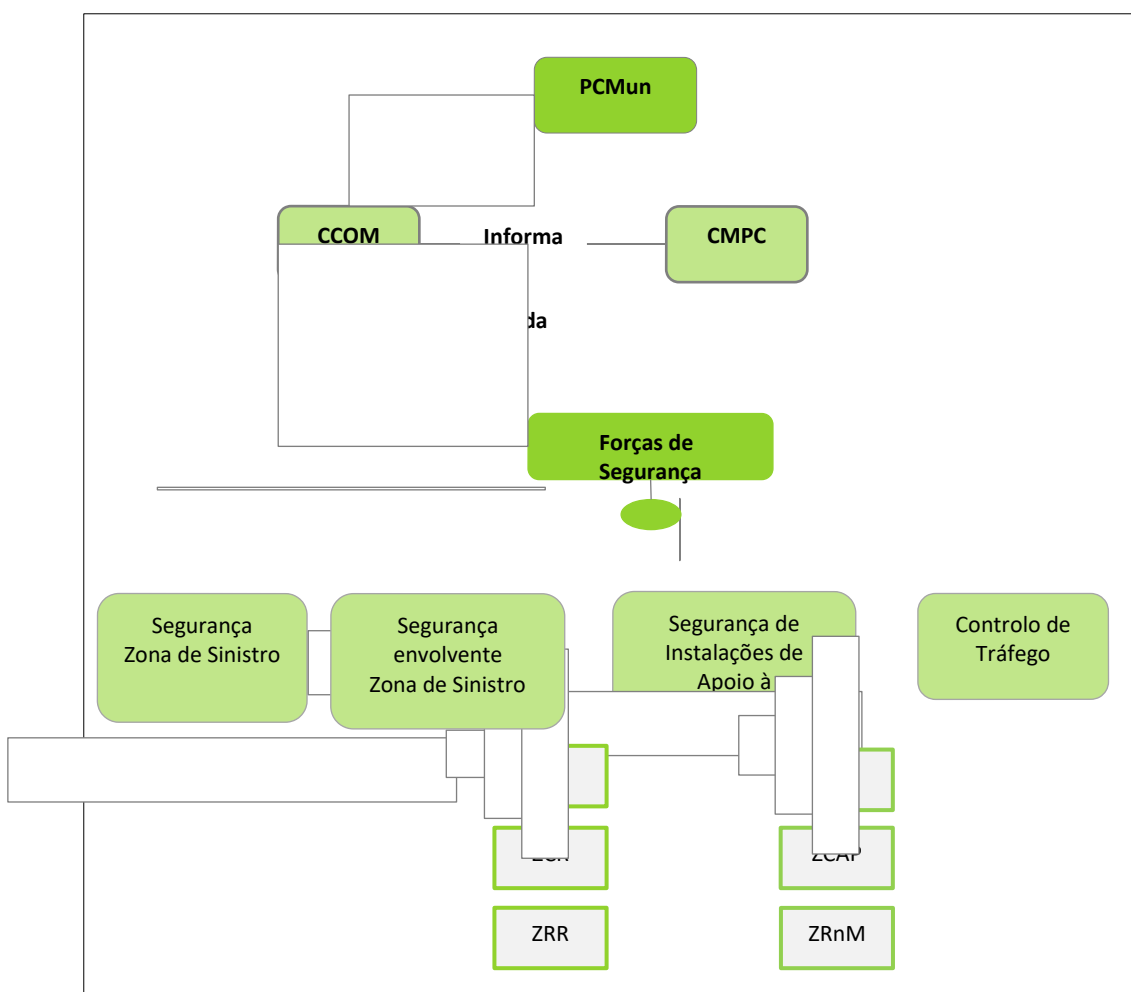 PCMun
CCOM
Informa
CMPC
da
Forças de
Segurança
Segurança
Zona de Sinistro
Segurança
envolvente
Zona de Sinistro
Segurança de
Instalações de
Apoio à
Controlo de
Tráfego
ZCAP
ZRR
ZRnM